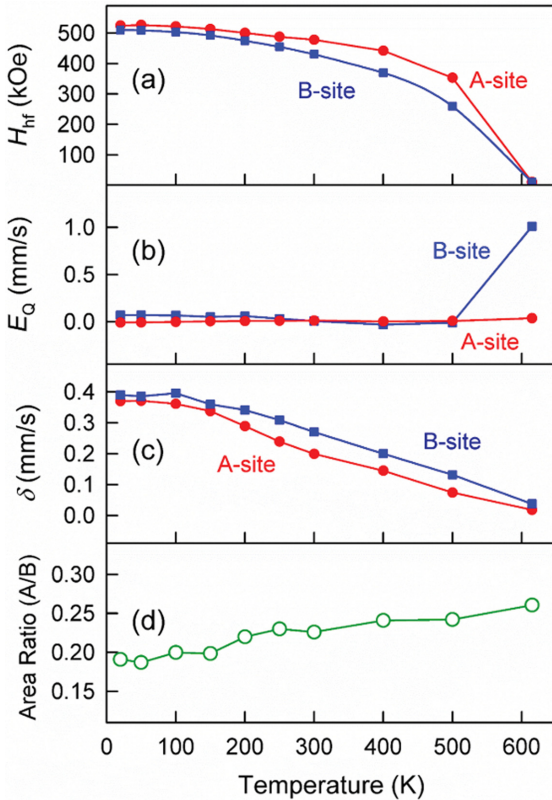 500
400
300
200
100
H_hf (kOe)
(a)
B-site
A-site
1.0
0.5
0.0
E_Q (mm/s)
(b)
B-site
A-site
0.4
0.3
0.2
0.1
0.0
δ (mm/s)
(c)
A-site
B-site
0.30
0.25
0.20
0.15
Area Ratio (A/B)
(d)
0 100 200 300 400 500 600
Temperature (K)